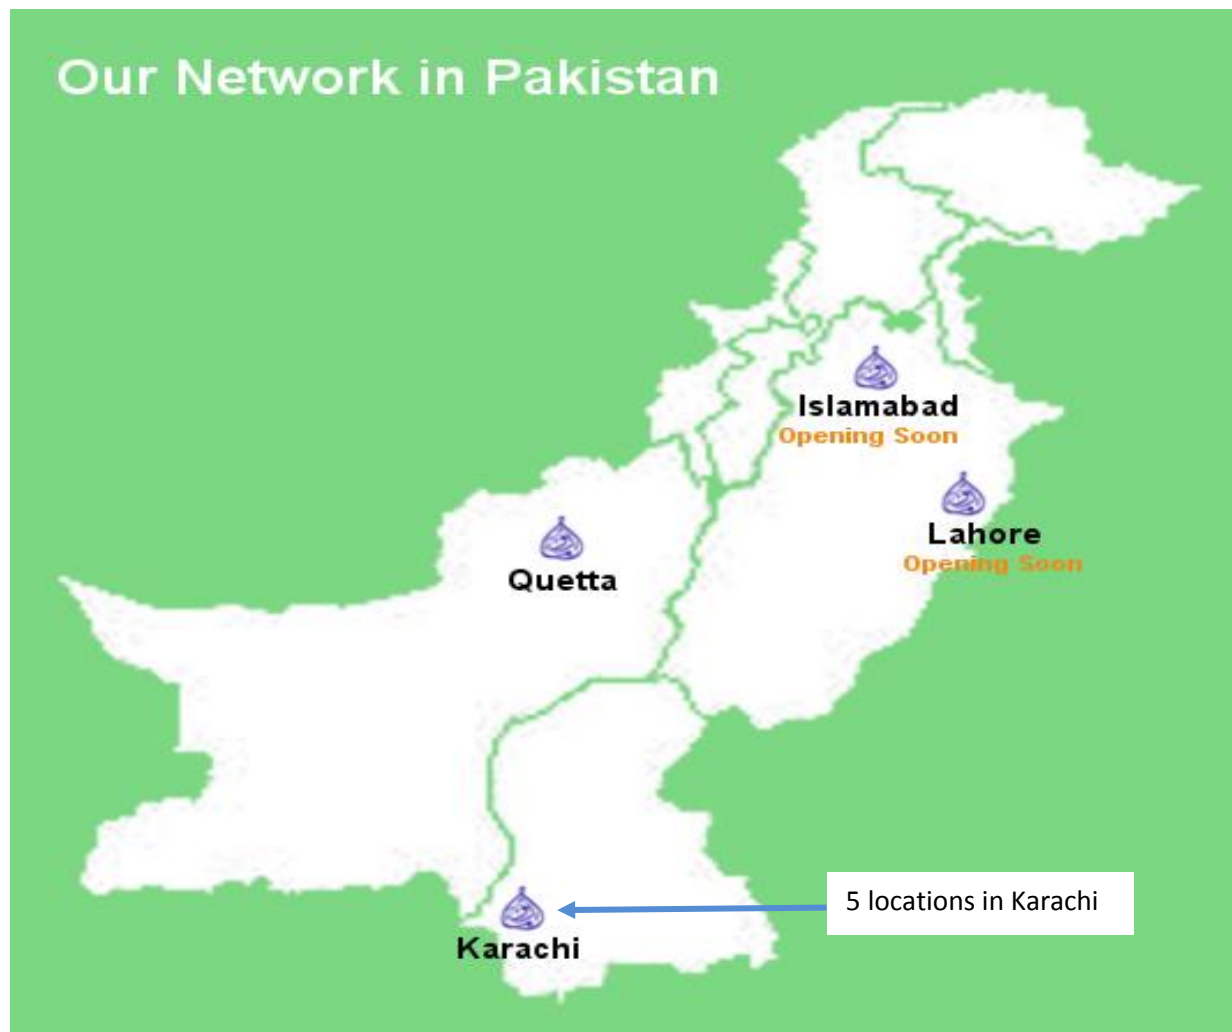 Our Network in Pakistan
Islamabad
Opening Soon
Lahore
Opening Soon
Quetta
5 locations in Karachi
Karachi